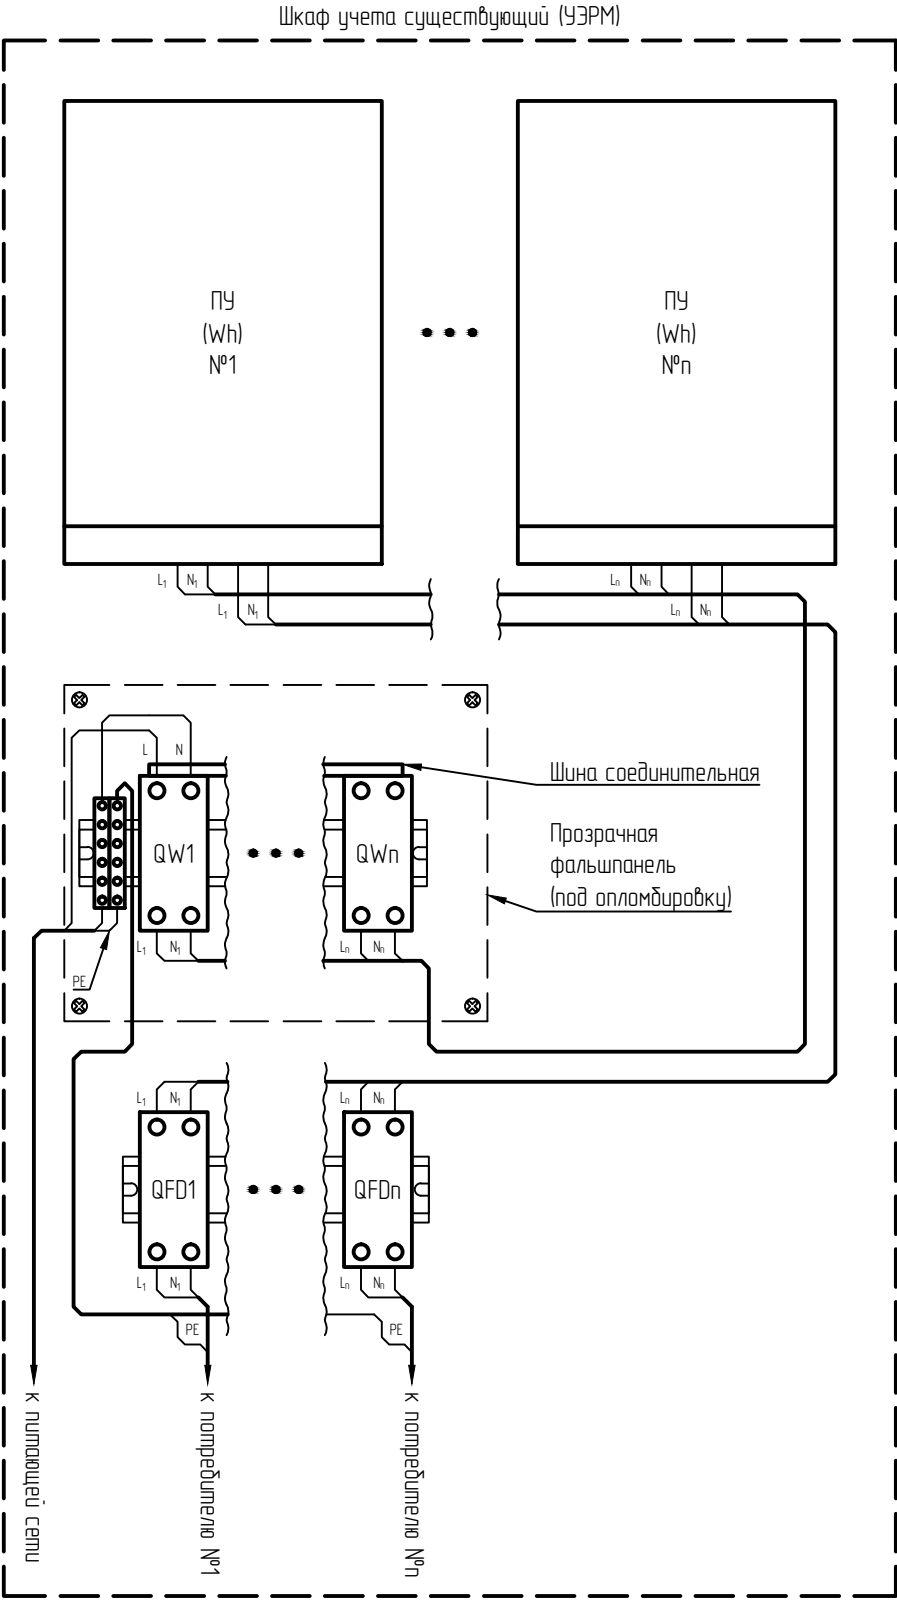 Шкаф учета существующий (УЭРМ)
ПУ
(Wh)
№1
ПУ
(Wh)
№n
L1 N1
L1 N1
Ln Nn
Ln Nn
L N
Шина соединительная
QW1
QWn
Прозрачная
фальшпанель
(под опломбировку)
L1 N1
Ln Nn
PE
L1 N1
Ln Nn
QFD1
QFDn
L1 N1
Ln Nn
PE
PE
К питающей сети
К потребителю №1
К потребителю №n